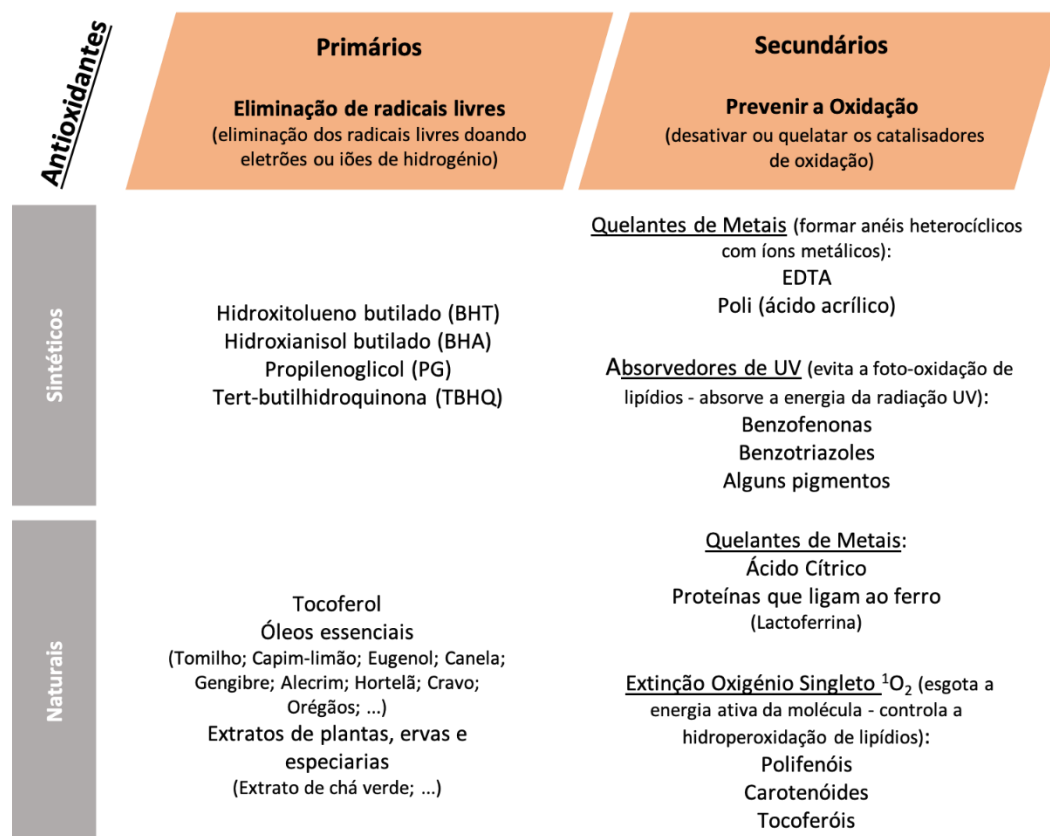 Antioxidantes
Primários
Eliminação de radicais livres
(eliminação dos radicais livres doando
eletrões ou iões de hidrogénio)
Secundários
Prevenir a Oxidação
(desativar ou quelatar os catalisadores
de oxidação)
Sintéticos
Hidroxitolueno butilado (BHT)
Hidroxianisol butilado (BHA)
Propilenoglicol (PG)
Tert-butilhidroquinona (TBHQ)
Quelantes de Metais (formar anéis heterocíclicos
com íons metálicos):
EDTA
Poli (ácido acrílico)
Absorvedores de UV (evita a foto-oxidação de
lipídios - absorve a energia da radiação UV):
Benzofenonas
Benzotriazoles
Alguns pigmentos
Naturais
Tocoferol
Óleos essenciais
(Tomilho; Capim-limão; Eugenol; Canela;
Gengibre; Alecrim; Hortelã; Cravo;
Orégãos; ...)
Extratos de plantas, ervas e
especiarias
(Extrato de chá verde; ...)
Quelantes de Metais:
Ácido Cítrico
Proteínas que ligam ao ferro
(Lactoferrina)
Extinção Oxigénio Singleto ¹O₂ (esgota a
energia ativa da molécula - controla a
hidroperoxidação de lipídios):
Polifenóis
Carotenóides
Tocoferóis